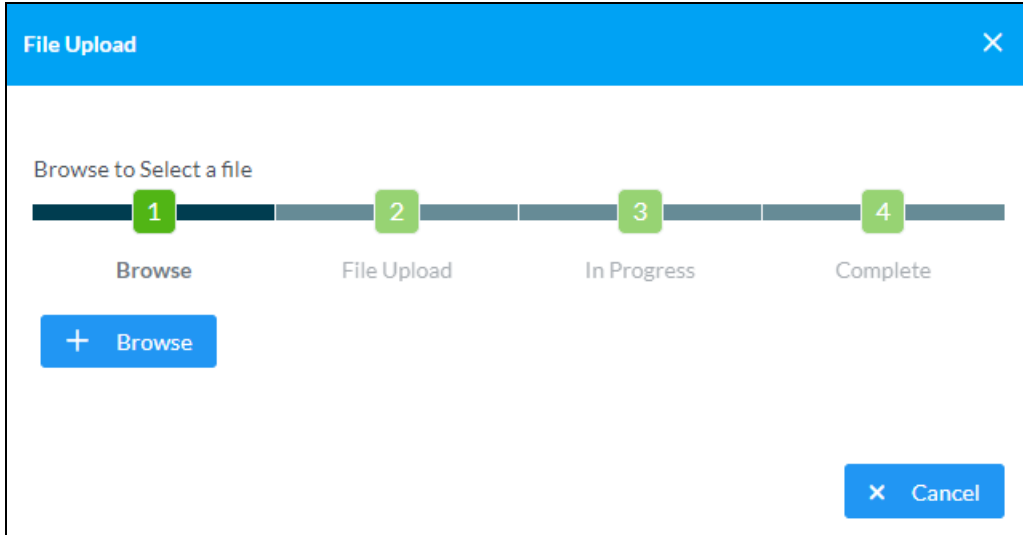 File Upload
Browse to Select a file
1 2 3 4
Browse File Upload In Progress Complete
+ Browse
× Cancel